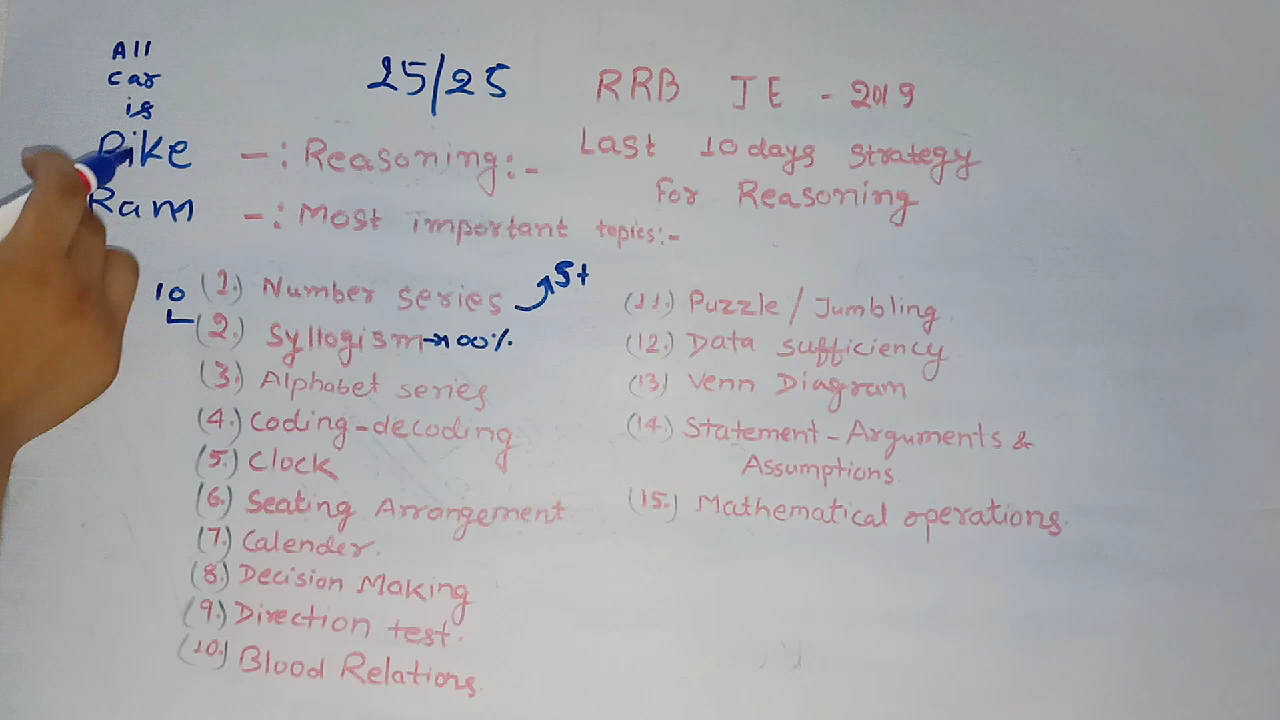 All
car
is
Bike
Ram
25/25
RRB JE - 2019
Last 10 days strategy
For Reasoning
-: Reasoning:-
-: Most important topics:-
(1.) Number series 5+
10 (2.) Syllogism→100%.
(3.) Alphabet series
(4.) Coding-decoding
(5.) Clock
(6.) Seating Arrangement
(7.) Calender.
(8.) Decision Making
(9.) Direction test.
(10.) Blood Relations
(11.) Puzzle / Jumbling
(12.) Data sufficiency
(13) Venn Diagram
(14.) Statement - Arguments &
Assumptions.
(15.) Mathematical operations.